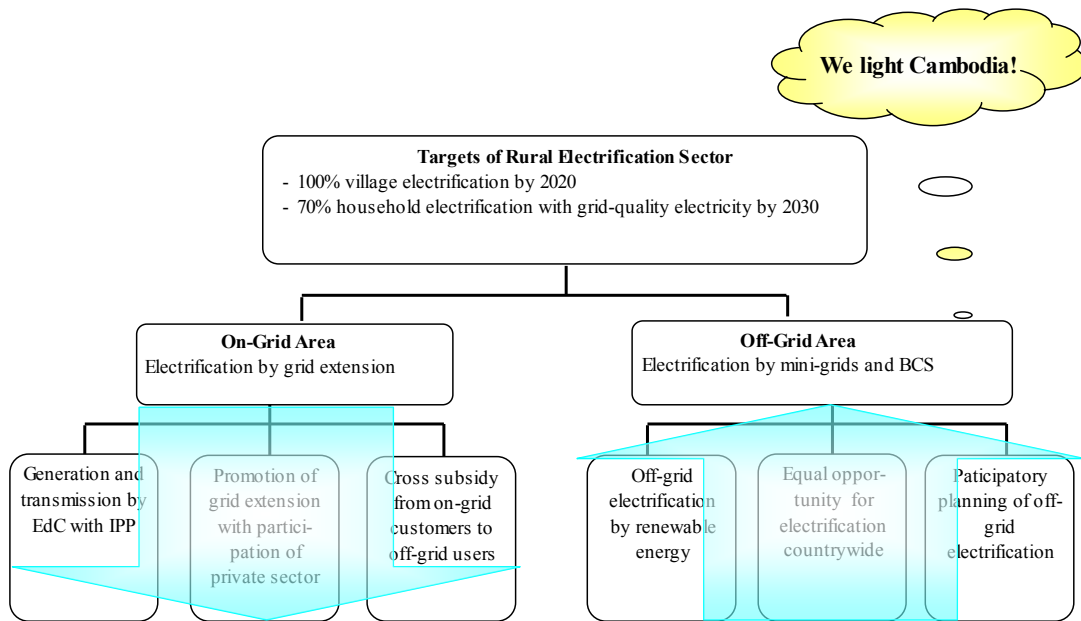 We light Cambodia!
Targets of Rural Electrification Sector
- 100% village electrification by 2020
- 70% household electrification with grid-quality electricity by 2030
On-Grid Area
Electrification by grid extension
Off-Grid Area
Electrification by mini-grids and BCS
Generation and
transmission by
EdC with IPP
Promotion of
grid extension
with partici-
pation of
private sector
Cross subsidy
from on-grid
customers to
off-grid users
Off-grid
electrification
by renewable
energy
Equal oppor-
tunity for
electrification
countrywide
Paticipatory
planning of off-
grid
electrification